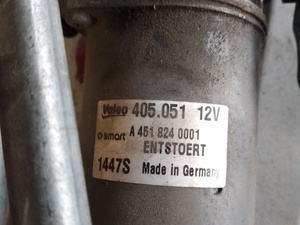 Valeo 405.051 12V
smart A 451 824 0001
ENTSTOERT
1447S Made in Germany